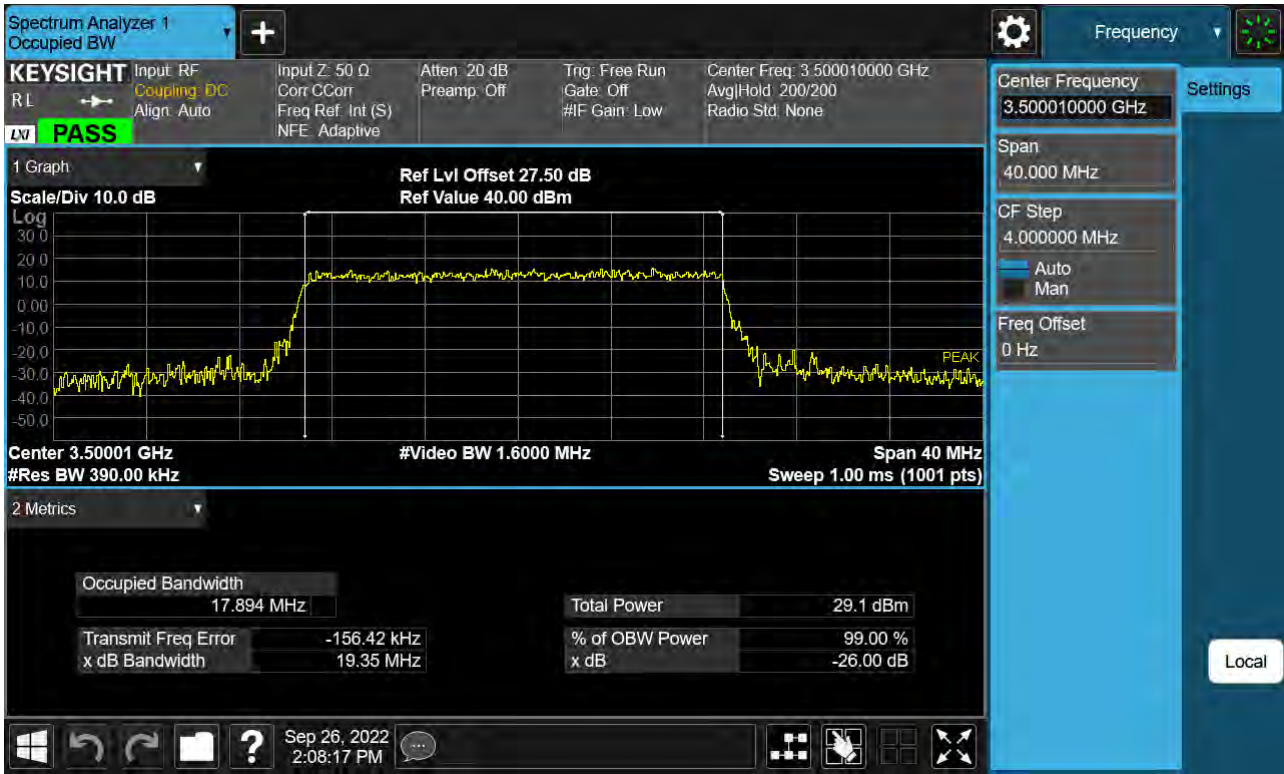 Spectrum Analyzer 1
Occupied BW
+
Frequency
KEYSIGHT
RL
LXI
PASS
Input: RF
Coupling: DC
Align: Auto
Input Z: 50 Ω
Corr CCorr
Freq Ref: Int (S)
NFE: Adaptive
Atten: 20 dB
Preamp: Off
Trig: Free Run
Gate: Off
#IF Gain: Low
Center Freq: 3.500010000 GHz
Avg|Hold: 200/200
Radio Std: None
Center Frequency
3.500010000 GHz
Settings
Span
40.000 MHz
CF Step
4.000000 MHz
Auto
Man
Freq Offset
0 Hz
1 Graph
Scale/Div 10.0 dB
Ref Lvl Offset 27.50 dB
Ref Value 40.00 dBm
Log
30.0
20.0
10.0
0.00
-10.0
-20.0
-30.0
-40.0
-50.0
PEAK
Center 3.50001 GHz
#Video BW 1.6000 MHz
Span 40 MHz
#Res BW 390.00 kHz
Sweep 1.00 ms (1001 pts)
2 Metrics
Occupied Bandwidth
17.894 MHz
Total Power 29.1 dBm
Transmit Freq Error -156.42 kHz
% of OBW Power 99.00 %
x dB Bandwidth 19.35 MHz
x dB -26.00 dB
Local
?
Sep 26, 2022
2:08:17 PM